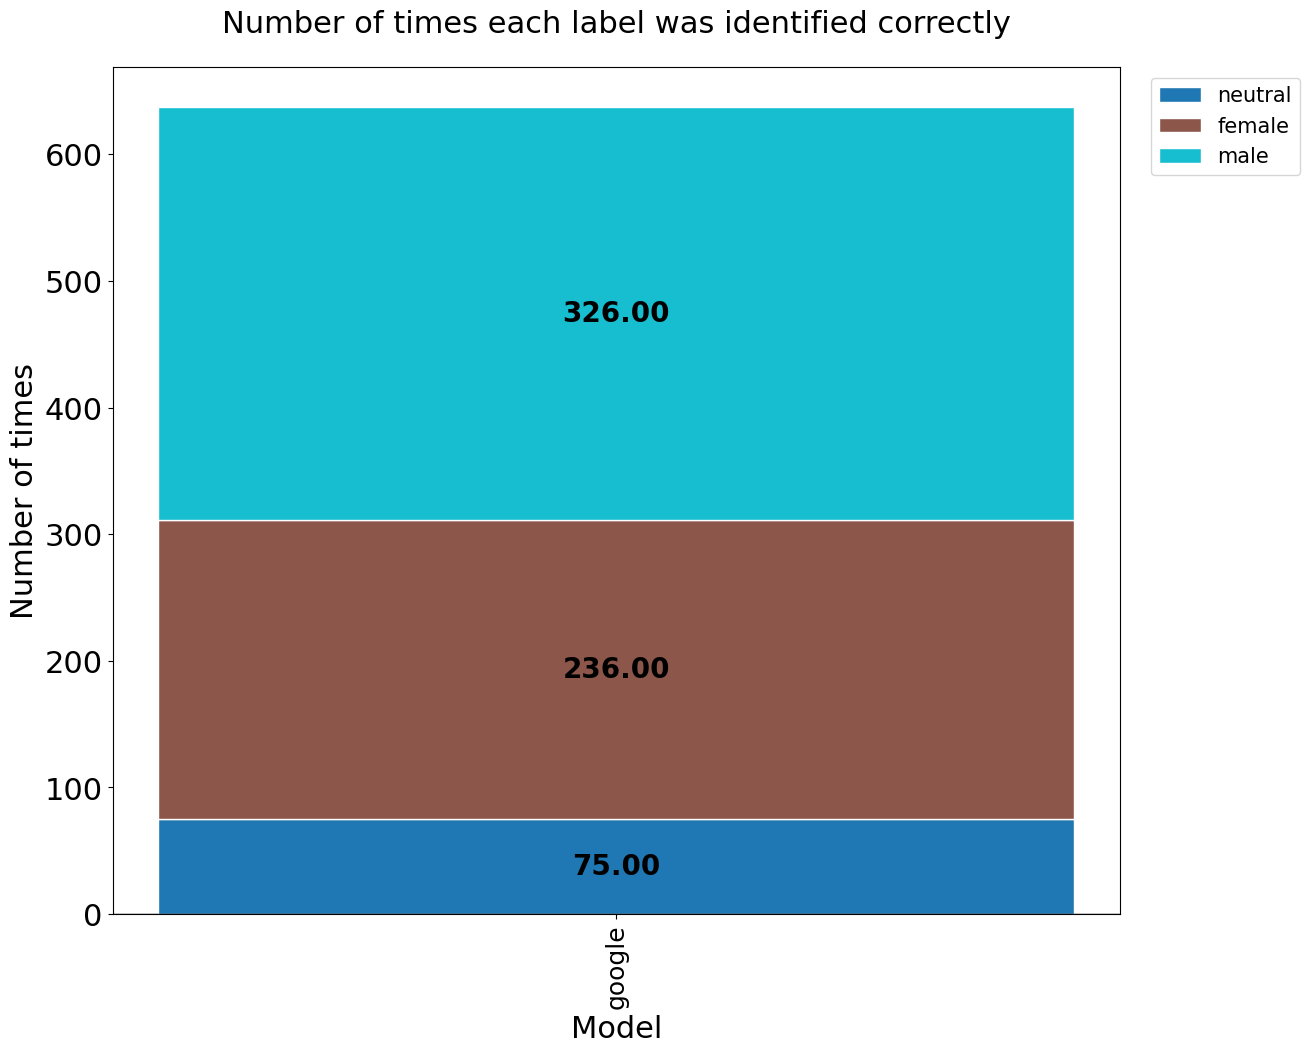 Number of times each label was identified correctly
neutral
female
male
600
500
400
300
200
100
0
Number of times
326.00
236.00
75.00
google
Model